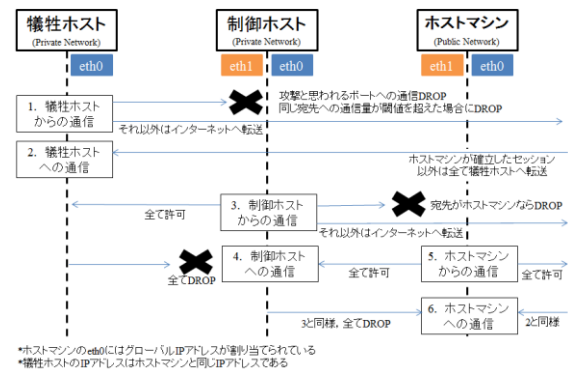 犠牲ホスト
(Private Network)
eth0
制御ホスト
(Private Network)
eth1
eth0
ホストマシン
(Public Network)
eth1
eth0
1. 犠牲ホスト
からの通信
攻撃と思われるポートへの通信DROP
同じ宛先への通信量が閾値を超えた場合にDROP
それ以外はインターネットへ転送
2. 犠牲ホスト
への通信
ホストマシンが確立したセッション
以外は全て犠牲ホストへ転送
全て許可
3. 制御ホスト
からの通信
宛先がホストマシンならDROP
それ以外はインターネットへ転送
全てDROP
4. 制御ホスト
への通信
全て許可
5. ホストマシン
からの通信
全て許可
3と同様, 全てDROP
6. ホストマシン
への通信
2と同様
*ホストマシンのeth0にはグローバルIPアドレスが割り当てられている
*犠牲ホストのIPアドレスはホストマシンと同じIPアドレスである